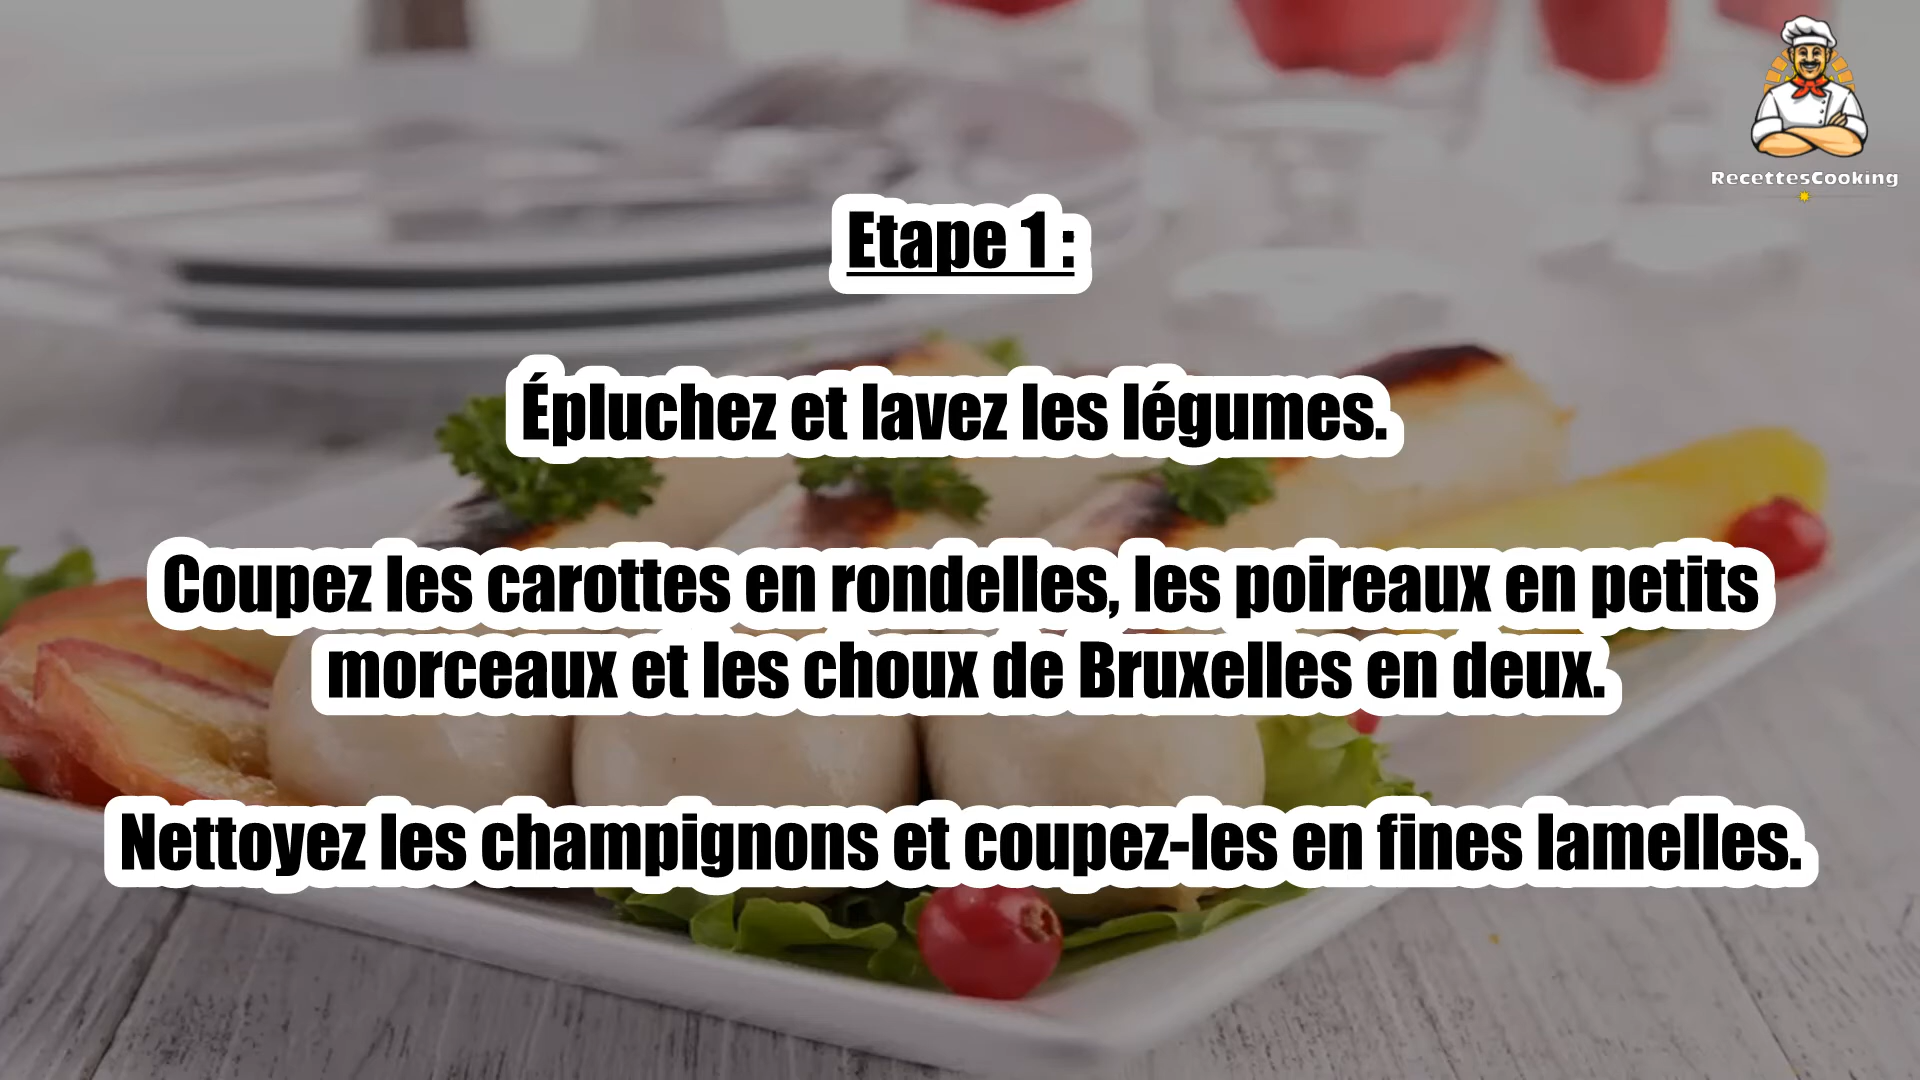 RecettesCooking
Etape 1 :
Épluchez et lavez les légumes.
Coupez les carottes en rondelles, les poireaux en petits
morceaux et les choux de Bruxelles en deux.
Nettoyez les champignons et coupez-les en fines lamelles.